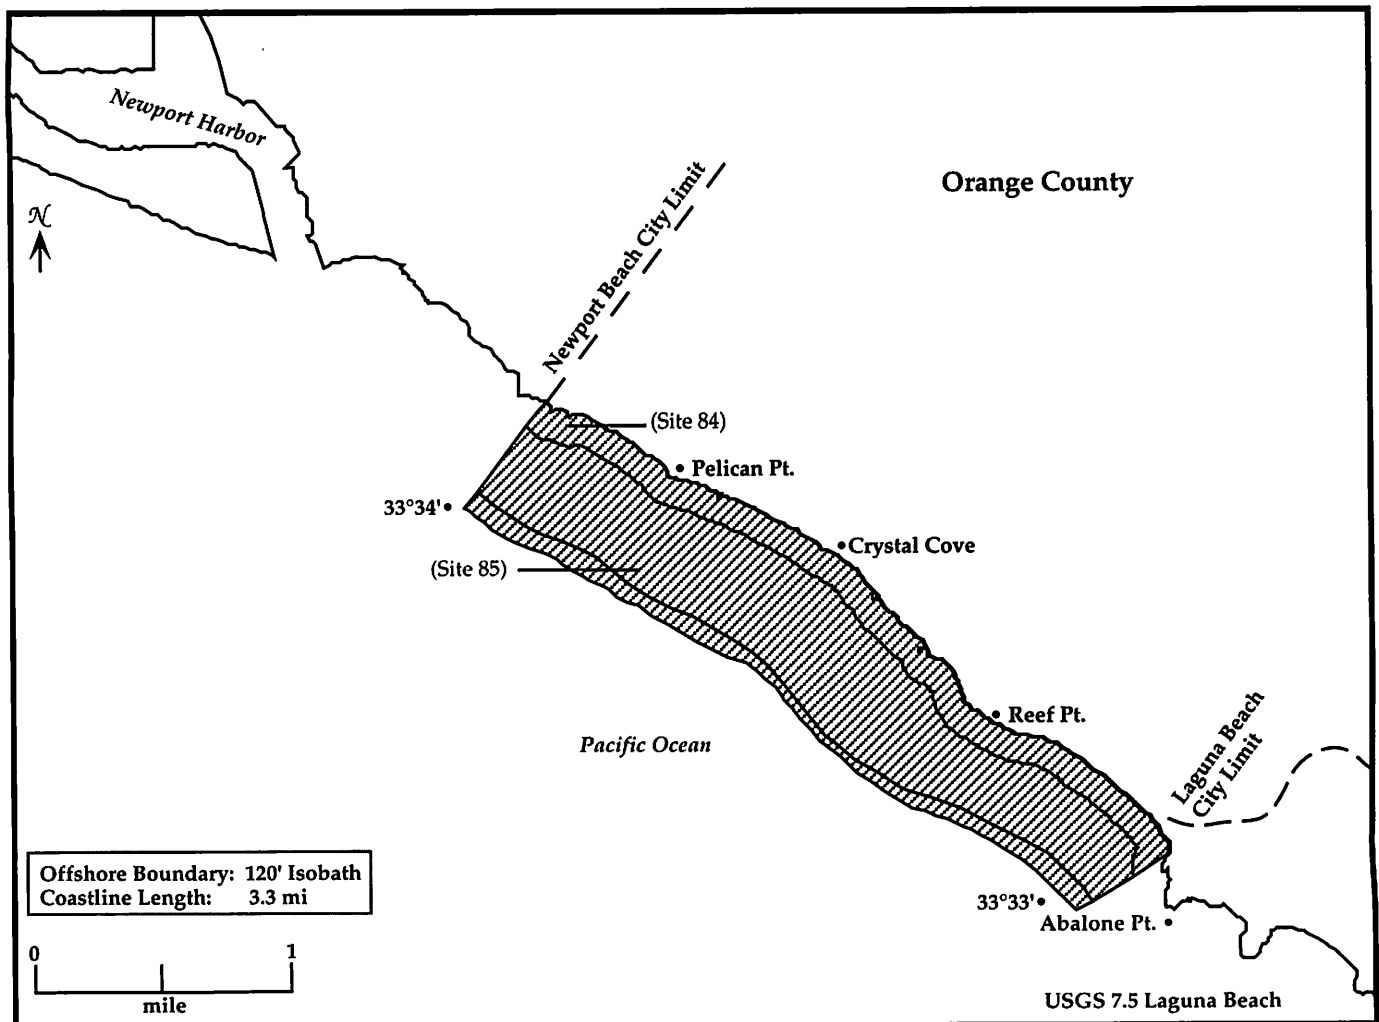 Newport Harbor
Orange County
N
Newport Beach City Limit
(Site 84)
Pelican Pt.
33°34'
Crystal Cove
(Site 85)
Reef Pt.
Laguna Beach
City Limit
Pacific Ocean
Offshore Boundary: 120' Isobath
Coastline Length: 3.3 mi
33°33'
Abalone Pt.
0 1
mile
USGS 7.5 Laguna Beach